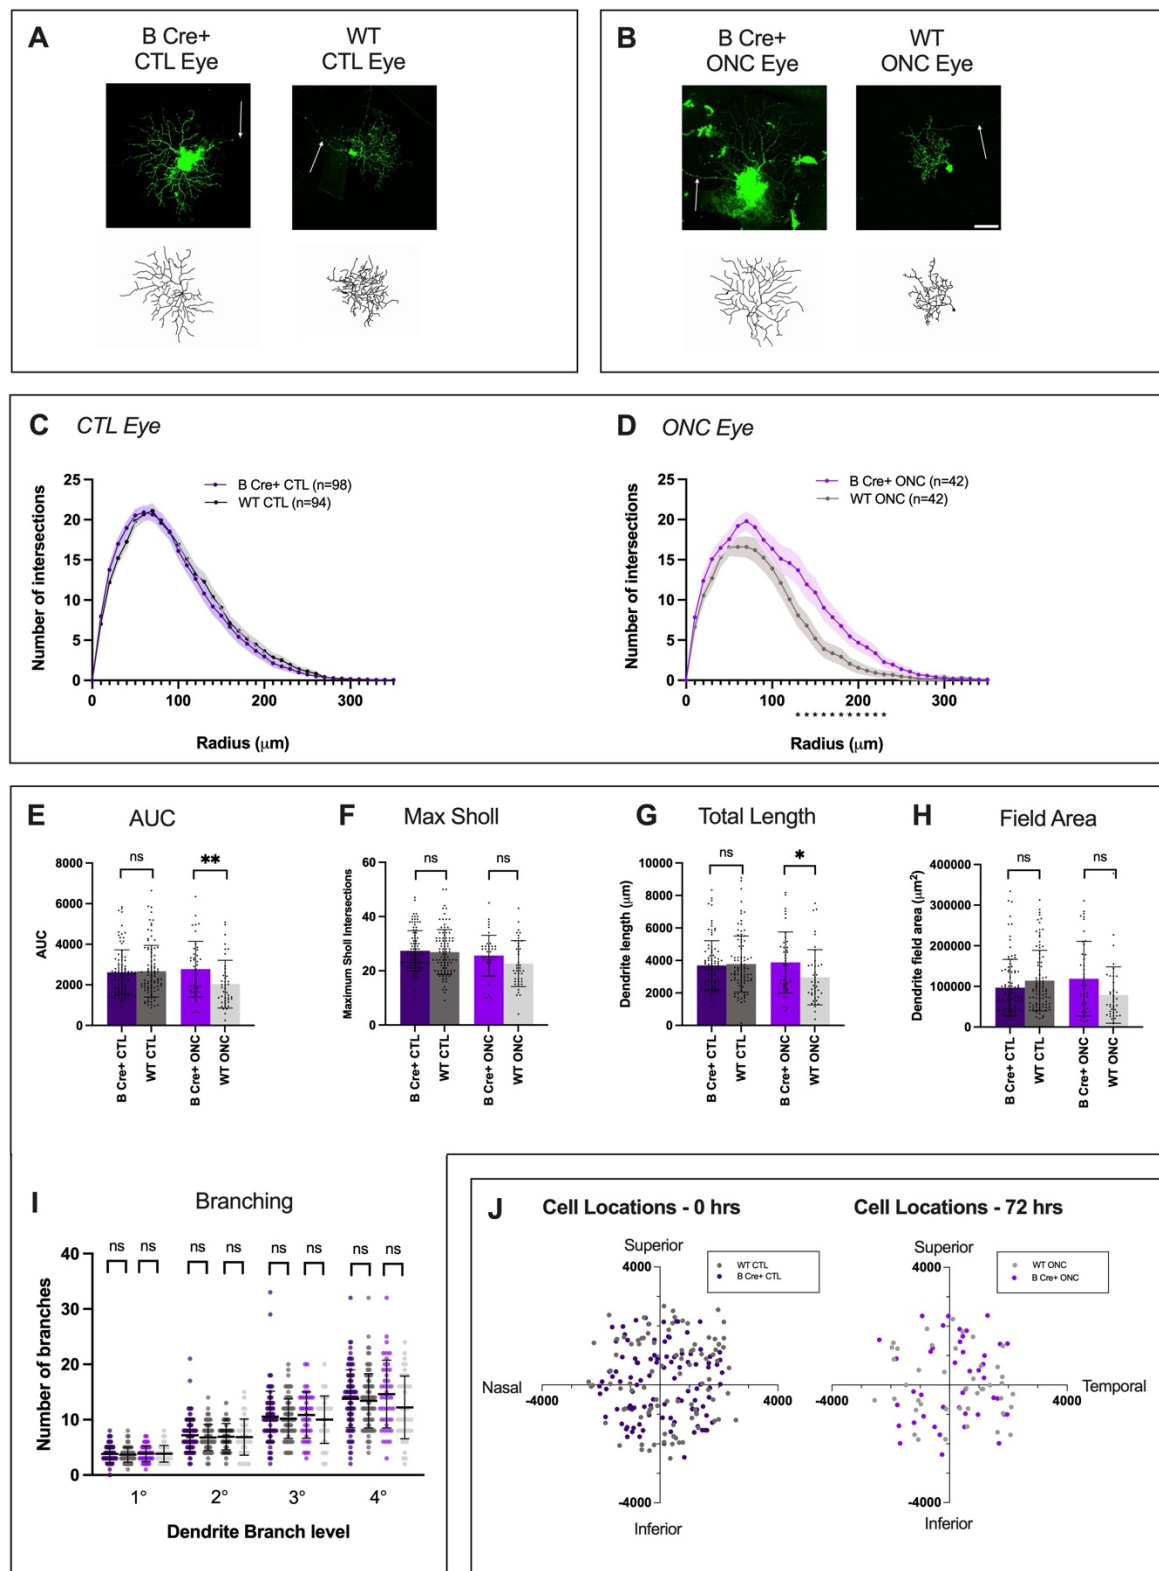 A
B Cre+
CTL Eye
WT
CTL Eye
B
B Cre+
ONC Eye
WT
ONC Eye
C CTL Eye
B Cre+ CTL (n=98)
WT CTL (n=94)
Number of intersections
25
20
15
10
5
0
0 100 200 300
Radius (μm)
D ONC Eye
B Cre+ ONC (n=42)
WT ONC (n=42)
Number of intersections
25
20
15
10
5
0
0 100 200 300
* * * * * * * * * * *
Radius (μm)
E AUC
ns **
AUC
8000
6000
4000
2000
0
B Cre+ CTL
WT CTL
B Cre+ ONC
WT ONC
F Max Sholl
ns ns
Maximum Sholl Intersections
60
40
20
0
B Cre+ CTL
WT CTL
B Cre+ ONC
WT ONC
G Total Length
ns *
Dendrite length (μm)
10000
8000
6000
4000
2000
0
B Cre+ CTL
WT CTL
B Cre+ ONC
WT ONC
H Field Area
ns ns
Dendrite field area (μm²)
400000
300000
200000
100000
0
B Cre+ CTL
WT CTL
B Cre+ ONC
WT ONC
I Branching
ns ns ns ns ns ns ns ns
Number of branches
40
30
20
10
0
1° 2° 3° 4°
Dendrite Branch level
J Cell Locations - 0 hrs
Superior
4000
WT CTL
B Cre+ CTL
Nasal
-4000 4000
-4000
Inferior
Cell Locations - 72 hrs
Superior
4000
WT ONC
B Cre+ ONC
-4000 4000
Temporal
-4000
Inferior